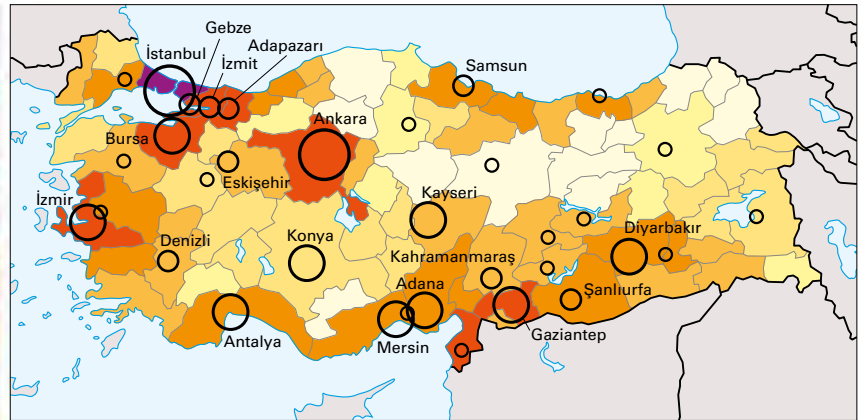 Gebze
İstanbul
İzmit
Adapazarı
Samsun
Ankara
Bursa
Eskişehir
Kayseri
İzmir
Diyarbakır
Denizli
Konya
Kahramanmaraş
Adana
Şanlıurfa
Antalya
Mersin
Gaziantep